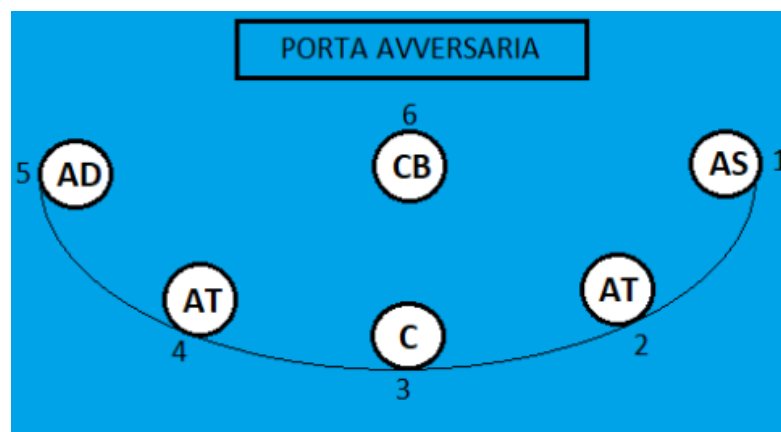 PORTA AVVERSARIA
6
5 AD CB AS 1
AT AT
C
4 2
3